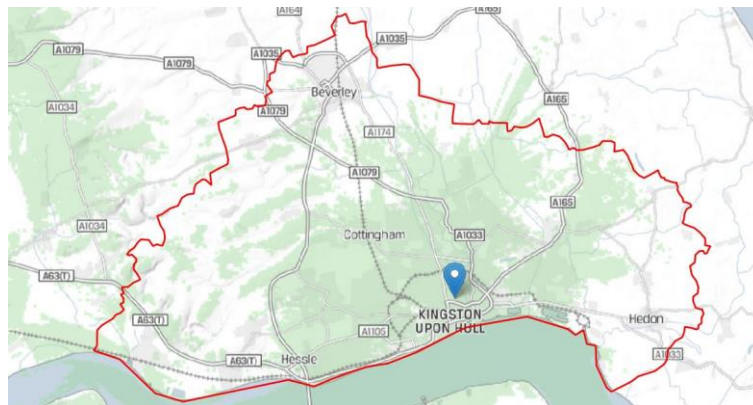 A164
A165
A1079
A1079
A1035
A1035
Beverley
A165
A1034
A1079
A1174
A1079
A165
A1034
Cottingham
A1033
A63(T)
KINGSTON
UPON HULL
A63(T)
A1105
Hedon
Hessle
A63(T)
A1033